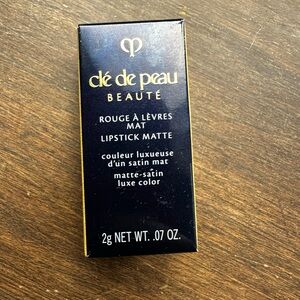 clé de peau
BEAUTÉ
ROUGE À LÈVRES
MAT
LIPSTICK MATTE
couleur luxueuse
d'un satin mat
matte-satin
luxe color
2g NET WT. .07 OZ.